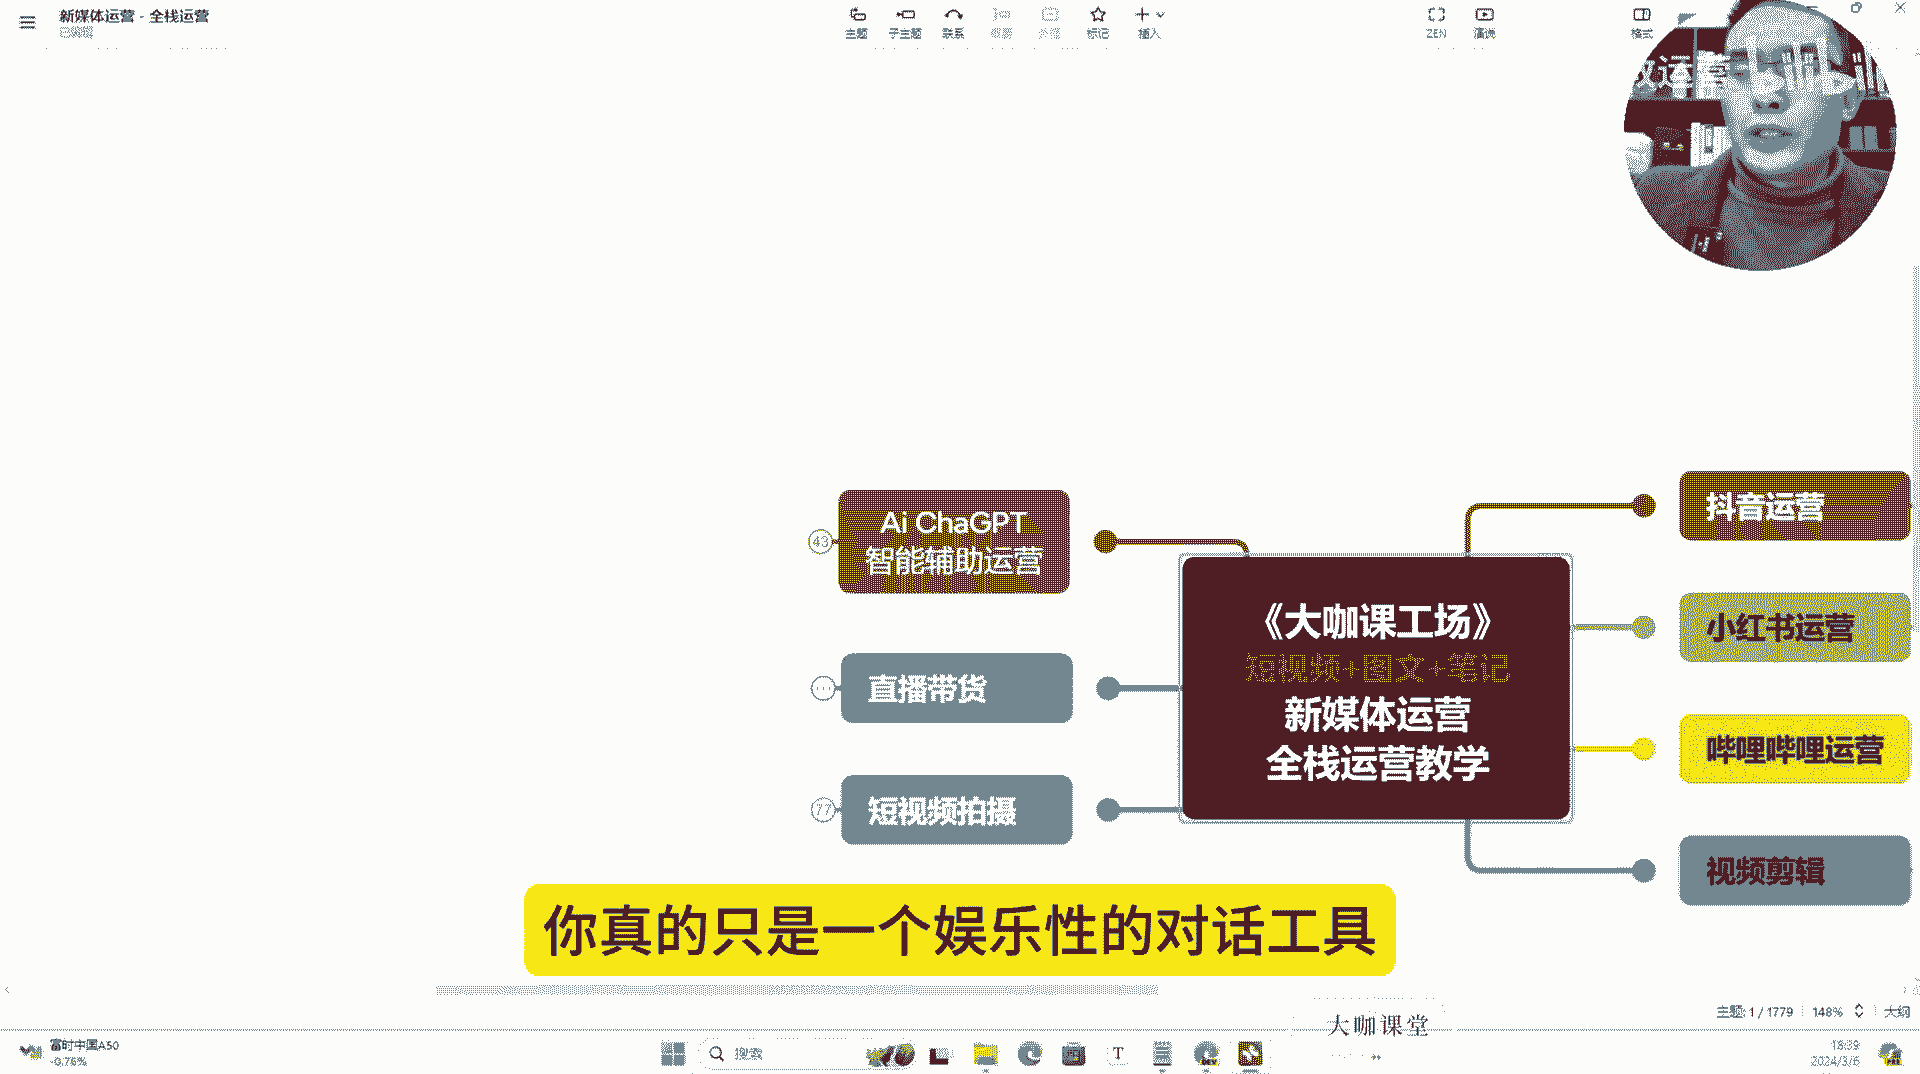 新媒体运营 - 全栈运营
已编辑
主题
子主题
联系
概要
外框
标记
插入
ZEN
演说
格式
Ai ChaGPT
智能辅助运营
43
直播带货
短视频拍摄
77
《大咖课工场》
短视频+图文+笔记
新媒体运营
全栈运营教学
抖音运营
小红书运营
哔哩哔哩运营
视频剪辑
你真的只是一个娱乐性的对话工具
主题: 1 / 1779
148%
大纲
大咖课堂
富时中国A50
-0.76%
搜索
T
DEV
18:39
2024/3/6